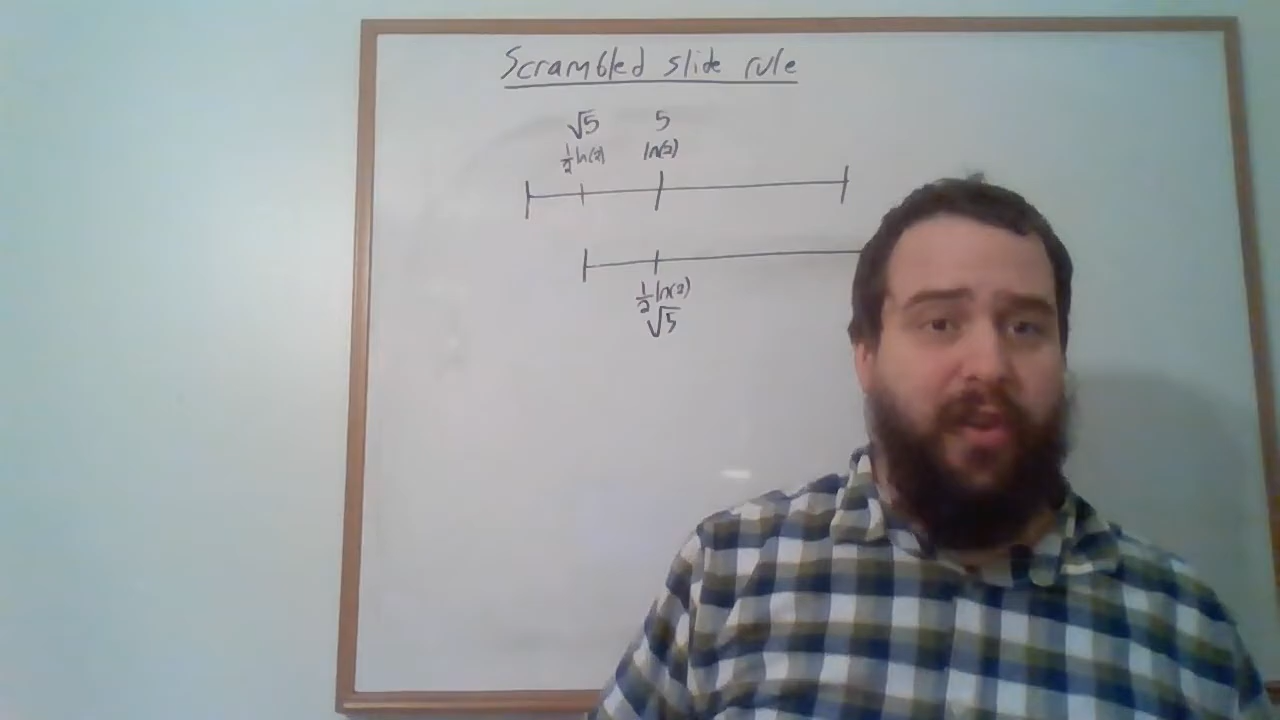 Scrambled slide rule
√5 5
½ ln(2) ln(2)
½ ln(2)
√5